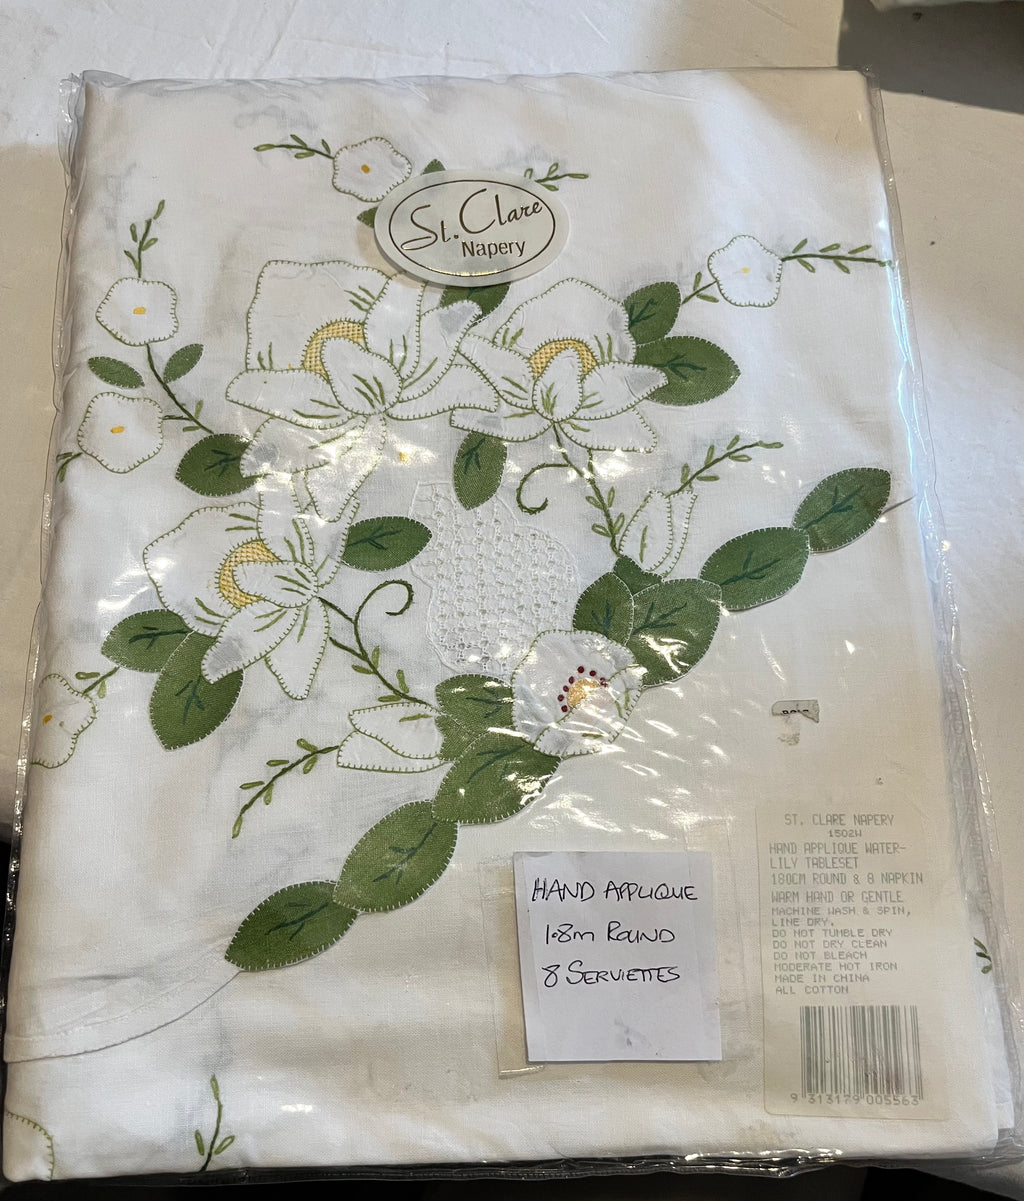 St. Clare
Napery
ST. CLARE NAPERY
1502W
HAND APPLIQUE WATER-
LILY TABLESET
180CM ROUND & 8 NAPKIN
WARM HAND OR GENTLE
MACHINE WASH & SPIN,
LINE DRY.
DO NOT TUMBLE DRY
DO NOT DRY CLEAN
DO NOT BLEACH
MODERATE HOT IRON
MADE IN CHINA
ALL COTTON
9 313179 005563
HAND APPLIQUE
1.8m ROUND
8 SERVIETTES